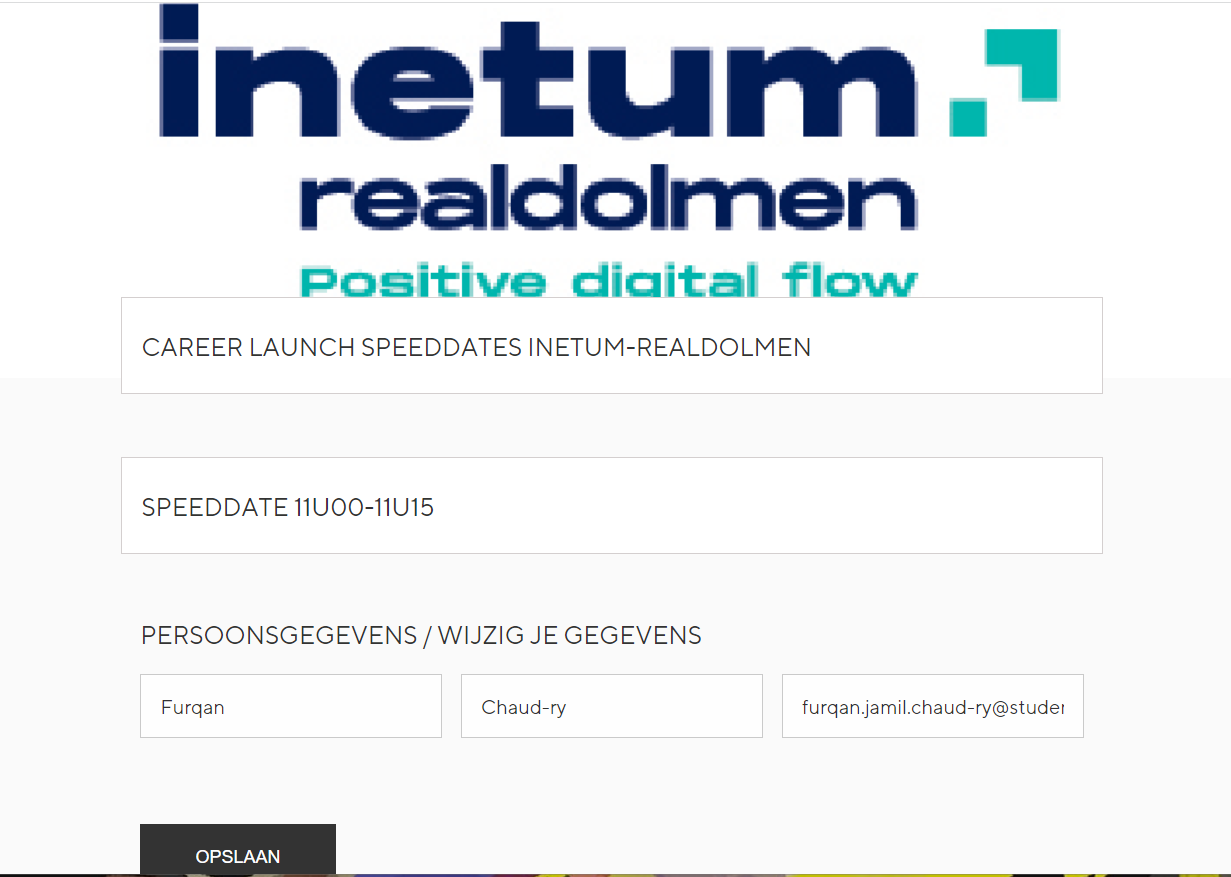 inetum
realdolmen
Positive digital flow
CAREER LAUNCH SPEEDDATES INETUM-REALDOLMEN
SPEEDDATE 11U00-11U15
PERSOONSGEGEVENS / WIJZIG JE GEGEVENS
Furqan
Chaud-ry
furqan.jamil.chaud-ry@studen
OPSLAAN